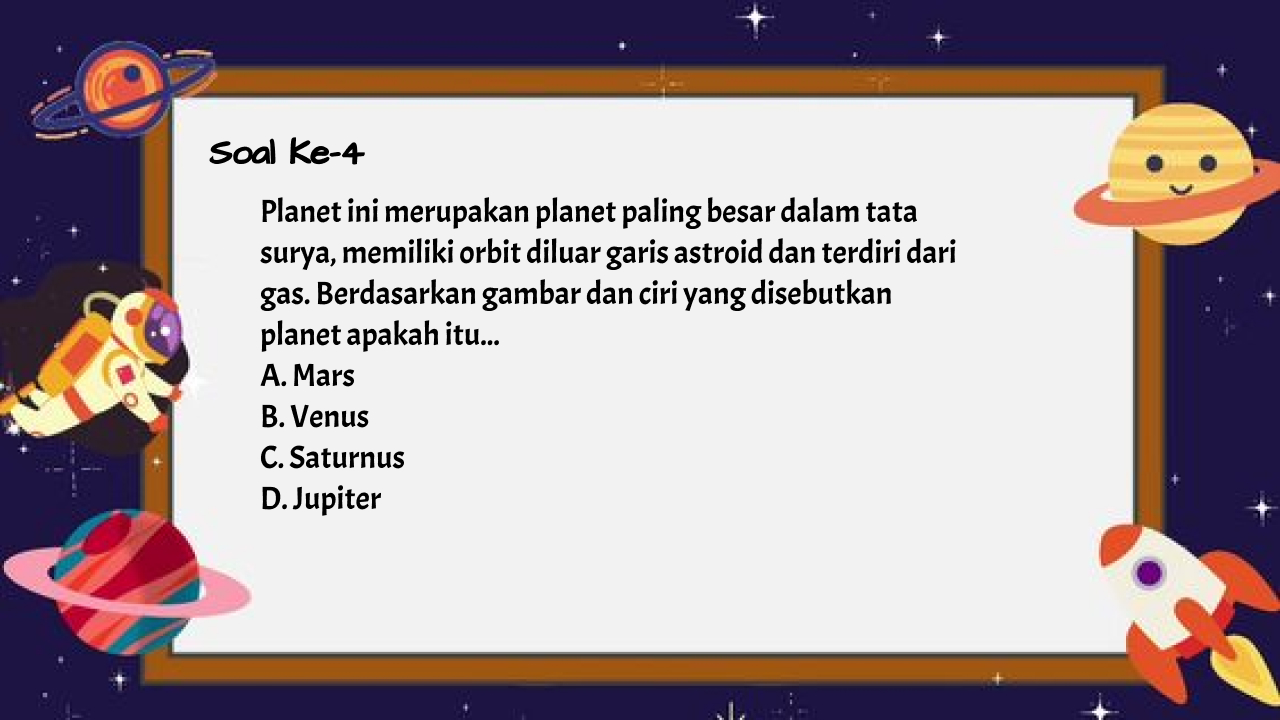 Soal Ke-4
Planet ini merupakan planet paling besar dalam tata
surya, memiliki orbit diluar garis astroid dan terdiri dari
gas. Berdasarkan gambar dan ciri yang disebutkan
planet apakah itu...
A. Mars
B. Venus
C. Saturnus
D. Jupiter